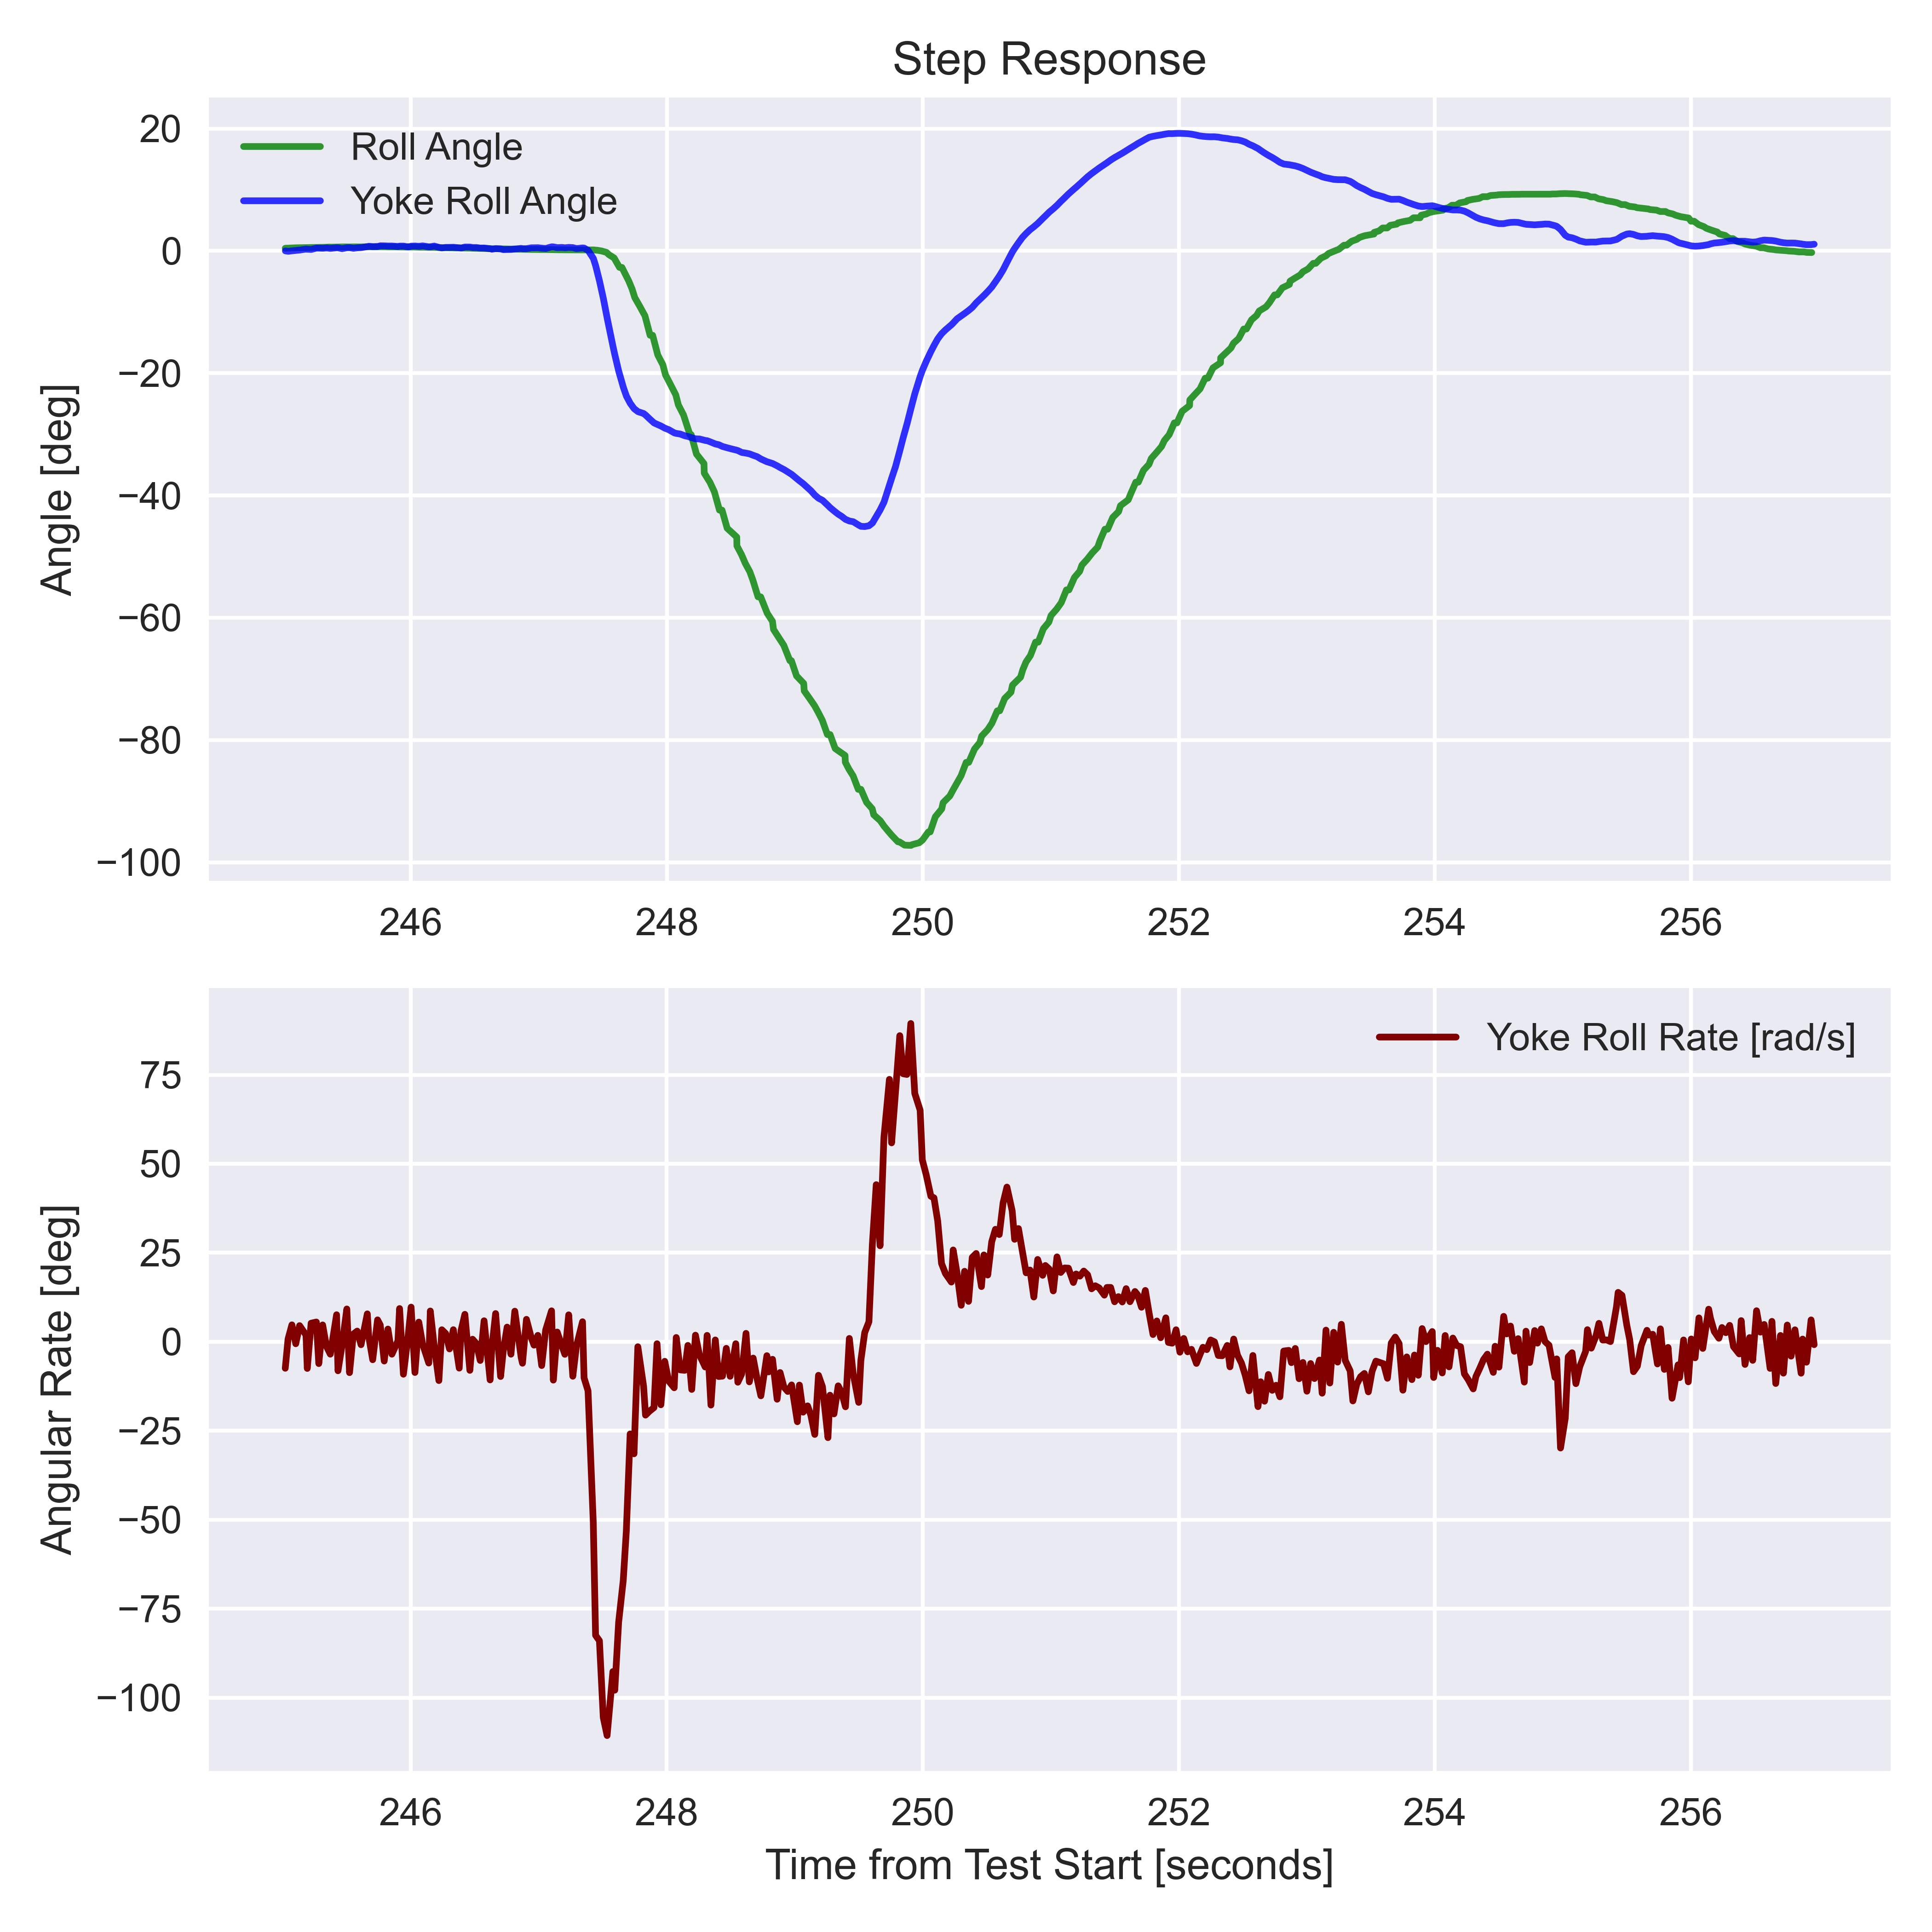 Step Response
Roll Angle
Yoke Roll Angle
Angle [deg]
20
0
−20
−40
−60
−80
−100
246 248 250 252 254 256
Yoke Roll Rate [rad/s]
Angular Rate [deg]
75
50
25
0
−25
−50
−75
−100
246 248 250 252 254 256
Time from Test Start [seconds]